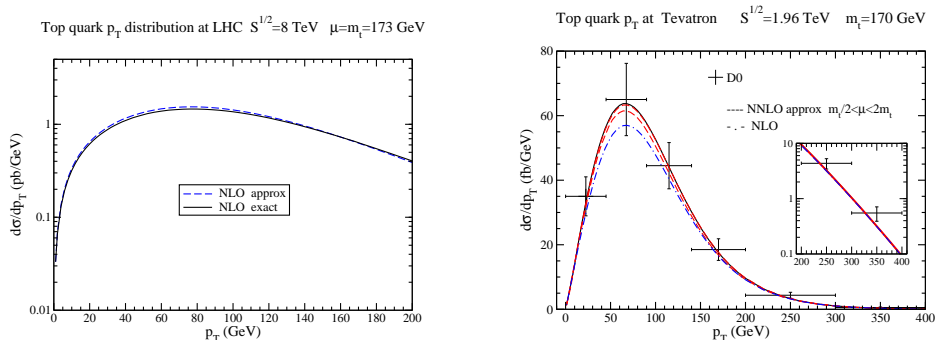 Top quark p_T distribution at LHC S^1/2=8 TeV μ=m_t=173 GeV
dσ/dp_T (pb/GeV)
1
0.1
0.01
NLO approx
NLO exact
0 20 40 60 80 100 120 140 160 180 200
p_T (GeV)
Top quark p_T at Tevatron S^1/2=1.96 TeV m_t=170 GeV
dσ/dp_T (fb/GeV)
80
60
40
20
0
D0
NNLO approx m_t/2<μ<2m_t
NLO
10
1
0.1
200 250 300 350 400
0 50 100 150 200 250 300 350 400
p_T (GeV)